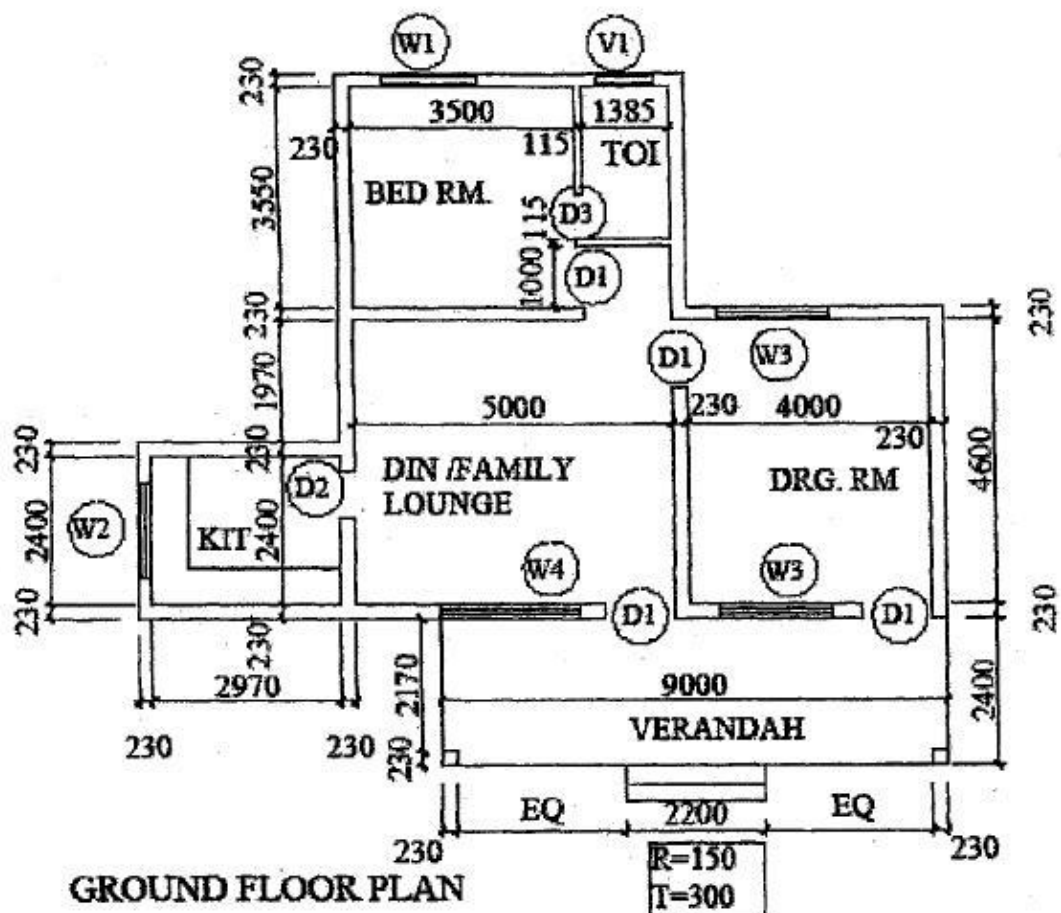 W1
V1
230
3500
1385
230
115
TOI
BED RM.
3550
D3
115
1000
D1
230
230
D1
W3
1970
5000
230
4000
230
230
230
DIN /FAMILY
LOUNGE
DRG. RM
4600
D2
W2
2400
KIT
2400
W4
W3
230
D1
D1
230
230
2970
2170
9000
2400
VERANDAH
230
230
230
EQ
2200
EQ
230
230
R=150
T=300
GROUND FLOOR PLAN